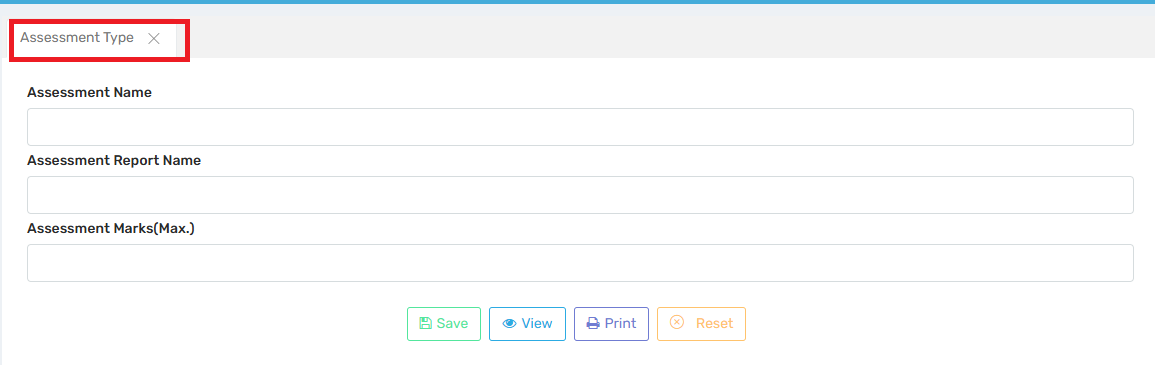 Assessment Type
Assessment Name
Assessment Report Name
Assessment Marks(Max.)
Save View Print Reset